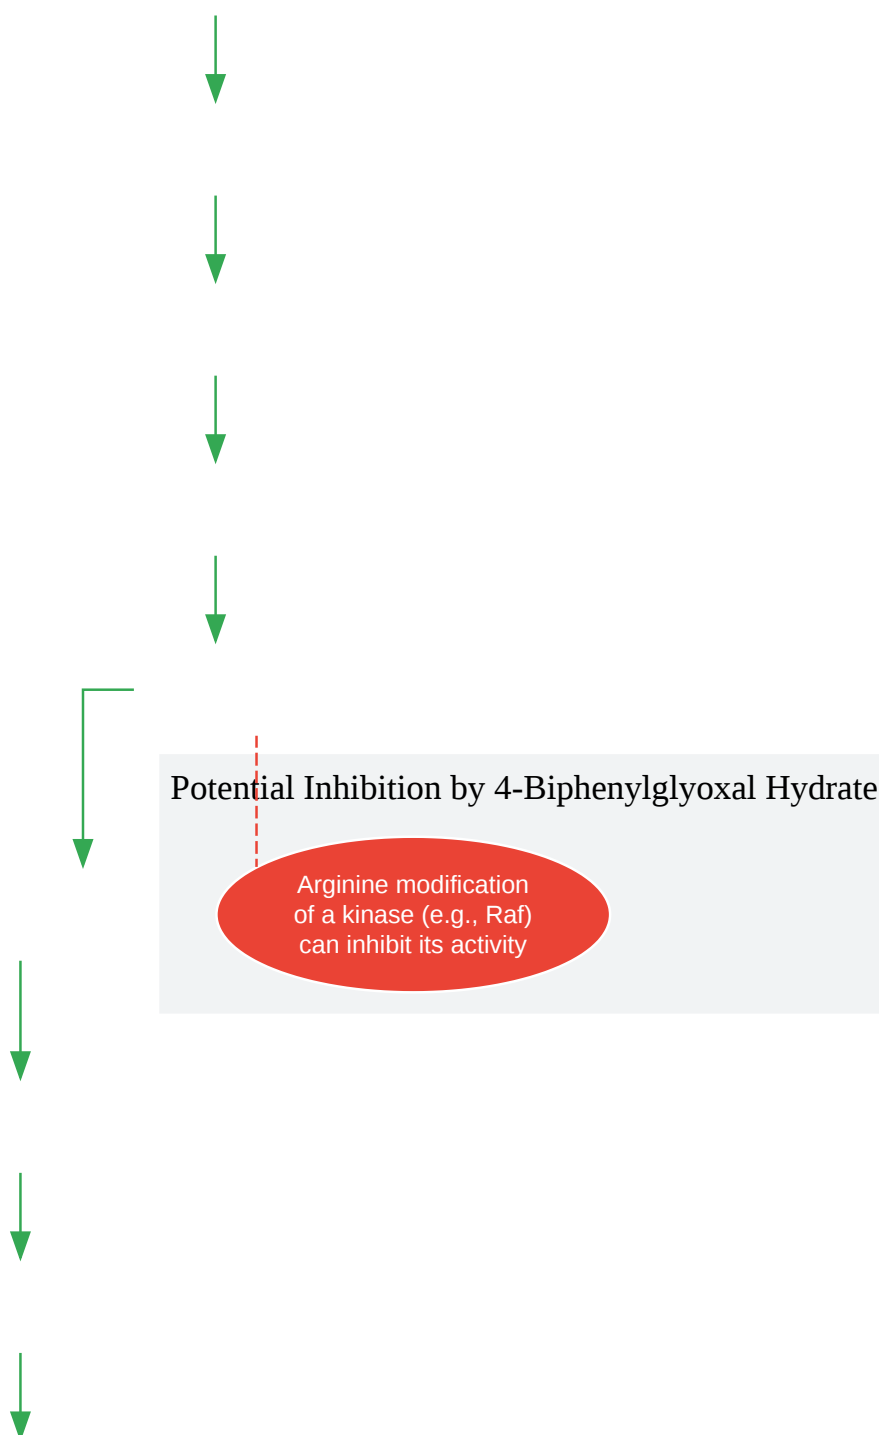 Potential Inhibition by 4-Biphenylglyoxal Hydrate
Arginine modification
of a kinase (e.g., Raf)
can inhibit its activity